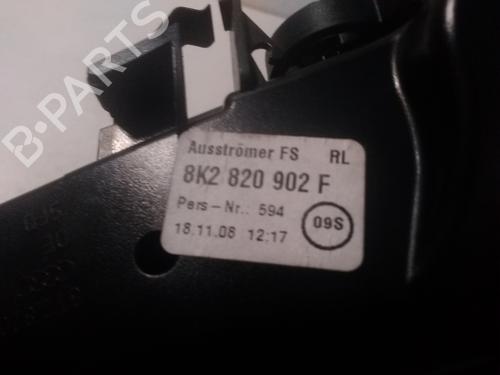 B-PARTS
Ausströmer FS RL
8K2 820 902 F
Pers-Nr.: 594
09S
18.11.08 12:17